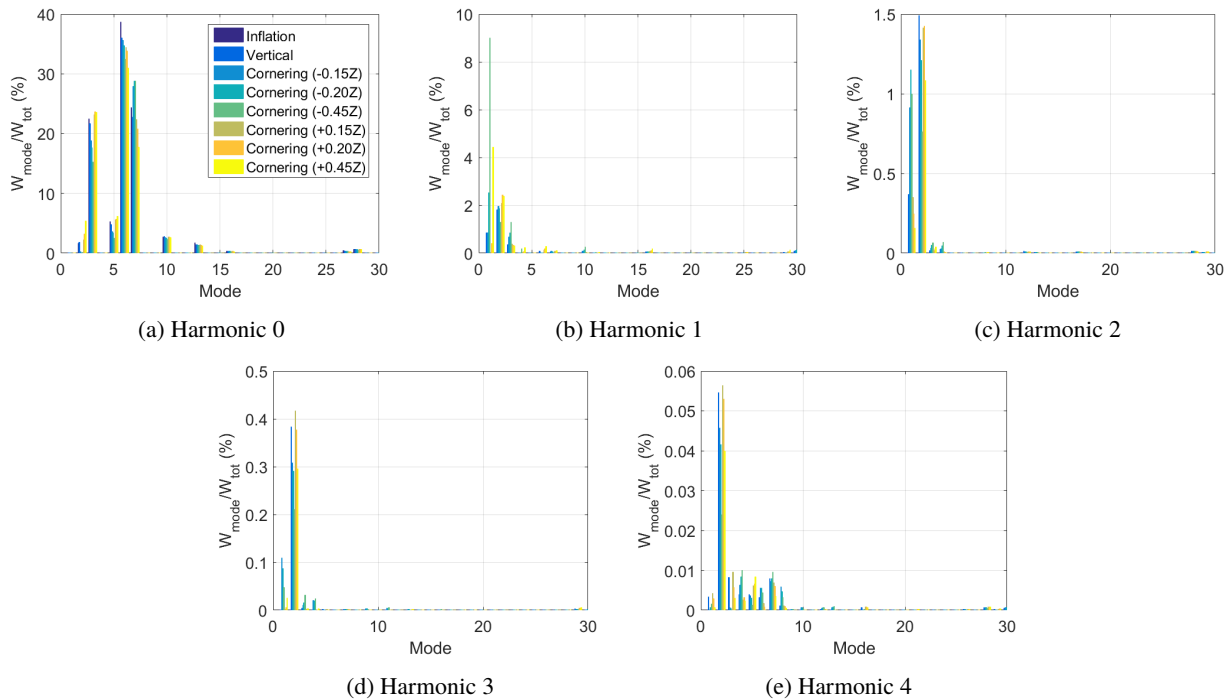 40
30
20
10
0
W_mode/W_tot (%)
0 5 10 15 20 25 30
Mode
Inflation
Vertical
Cornering (-0.15Z)
Cornering (-0.20Z)
Cornering (-0.45Z)
Cornering (+0.15Z)
Cornering (+0.20Z)
Cornering (+0.45Z)
(a) Harmonic 0
10
8
6
4
2
0
W_mode/W_tot (%)
0 5 10 15 20 25 30
Mode
(b) Harmonic 1
1.5
1
0.5
0
W_mode/W_tot (%)
0 10 20 30
Mode
(c) Harmonic 2
0.5
0.4
0.3
0.2
0.1
0
W_mode/W_tot (%)
0 10 20 30
Mode
(d) Harmonic 3
0.06
0.05
0.04
0.03
0.02
0.01
0
W_mode/W_tot (%)
0 10 20 30
Mode
(e) Harmonic 4